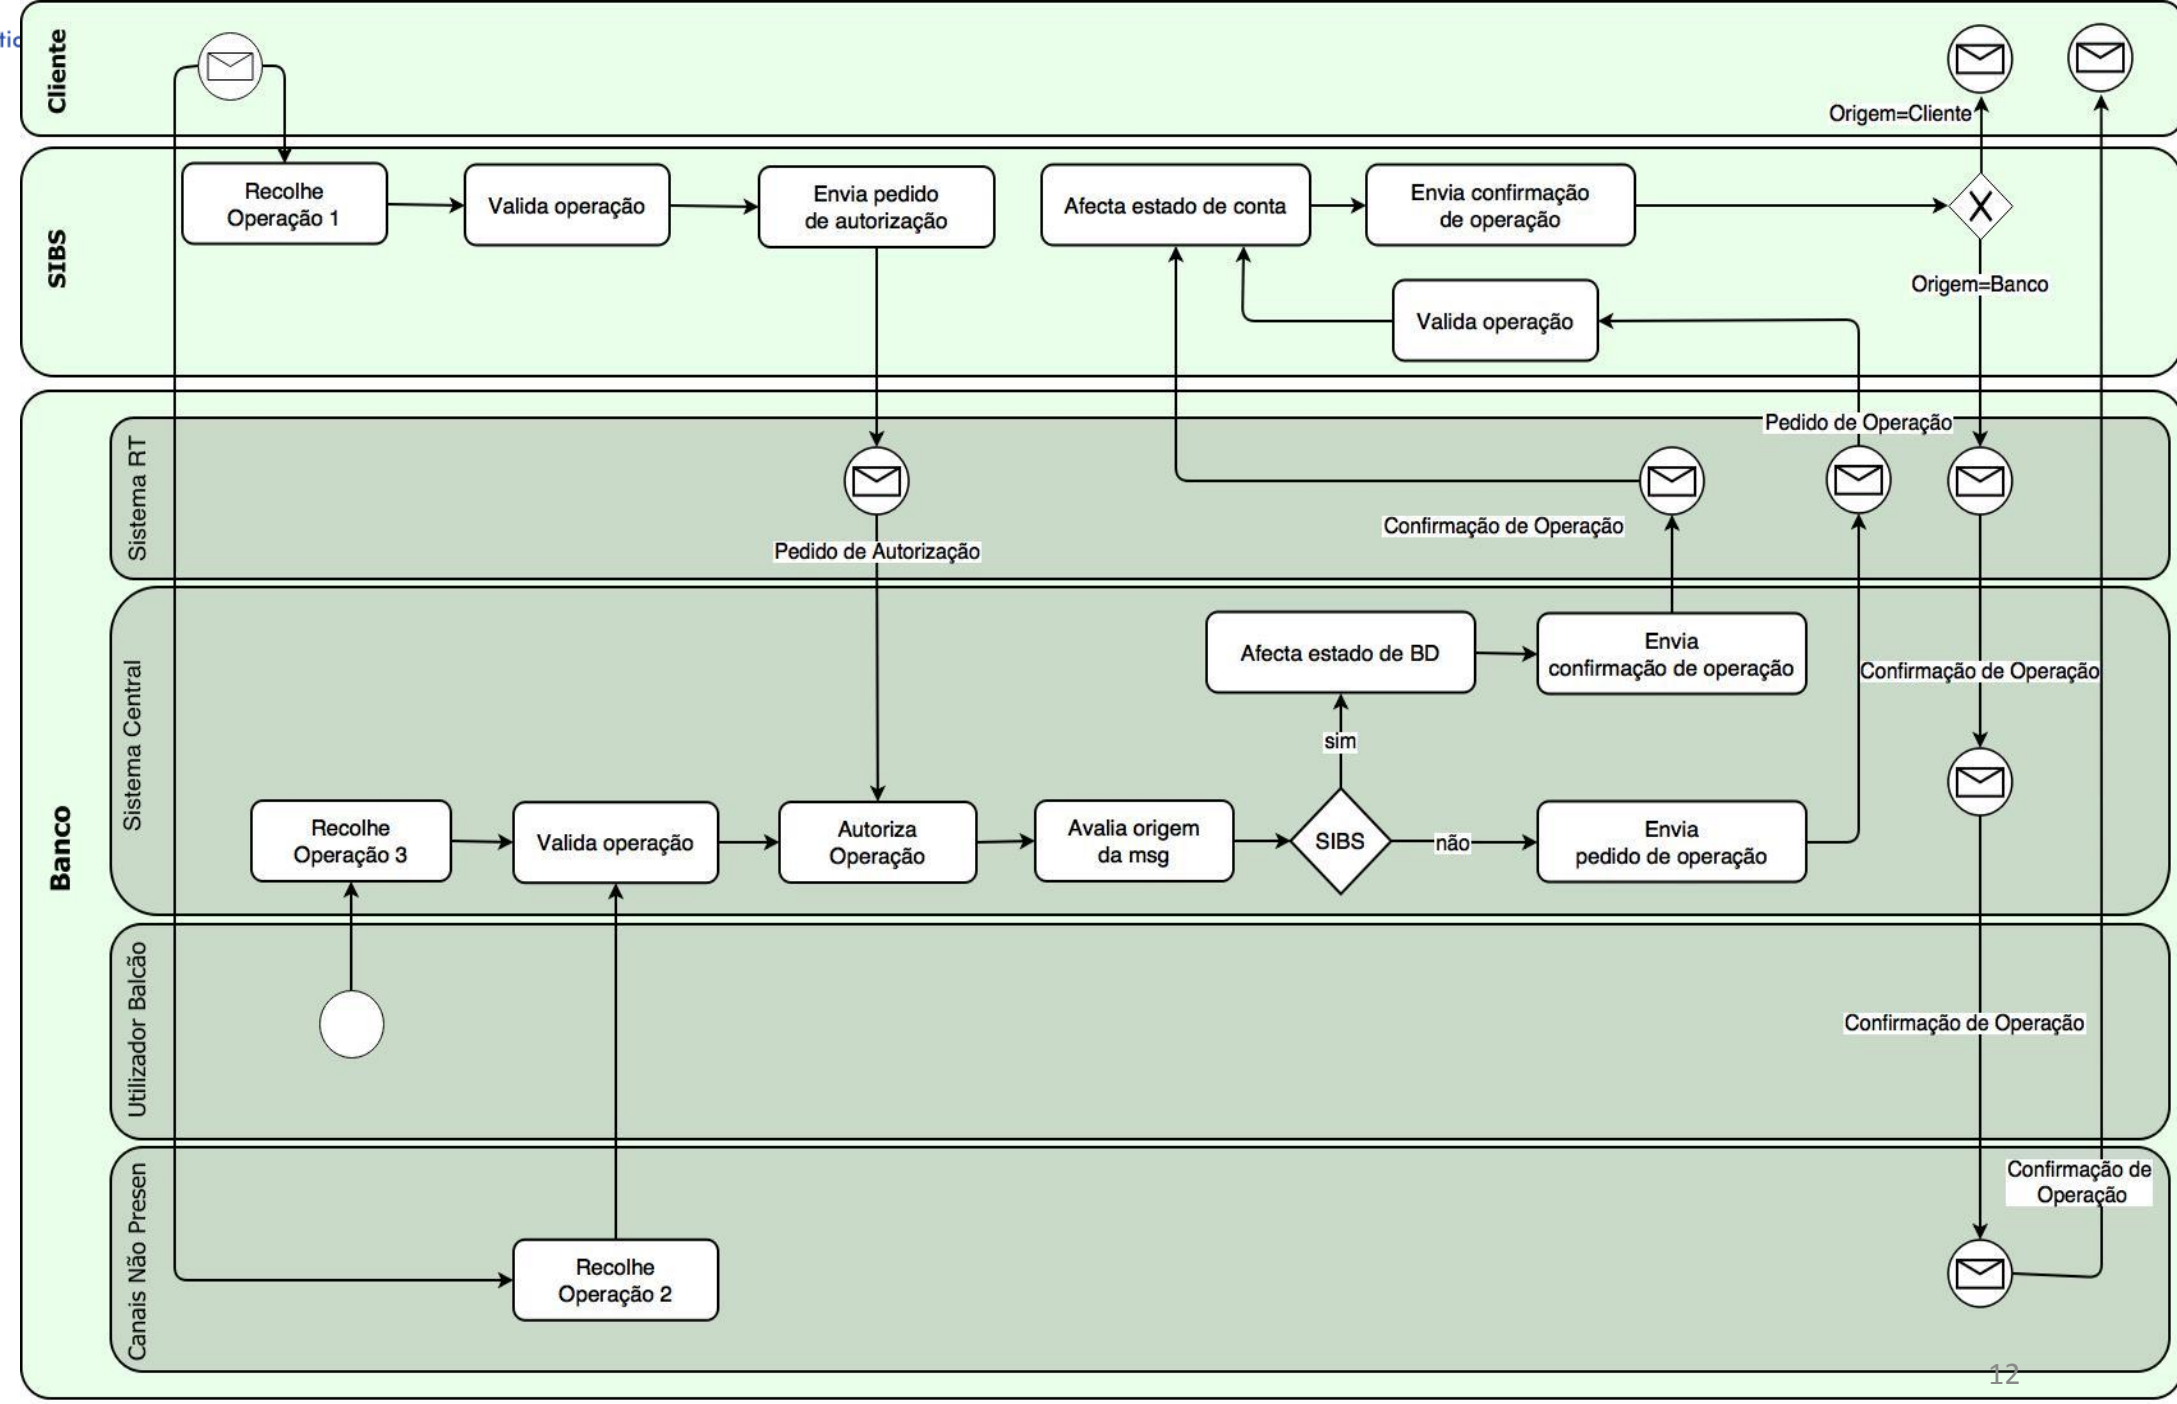 Cliente
Origem=Cliente
SIBS
Recolhe
Operação 1
Valida operação
Envia pedido
de autorização
Afecta estado de conta
Envia confirmação
de operação
X
Origem=Banco
Valida operação
Banco
Sistema RT
Pedido de Operação
Confirmação de Operação
Pedido de Autorização
Sistema Central
Afecta estado de BD
Envia
confirmação de operação
Confirmação de Operação
sim
Recolhe
Operação 3
Valida operação
Autoriza
Operação
Avalia origem
da msg
SIBS
não
Envia
pedido de operação
Utilizador Balcão
Confirmação de Operação
Canais Não Presen
Confirmação de
Operação
Recolhe
Operação 2
12